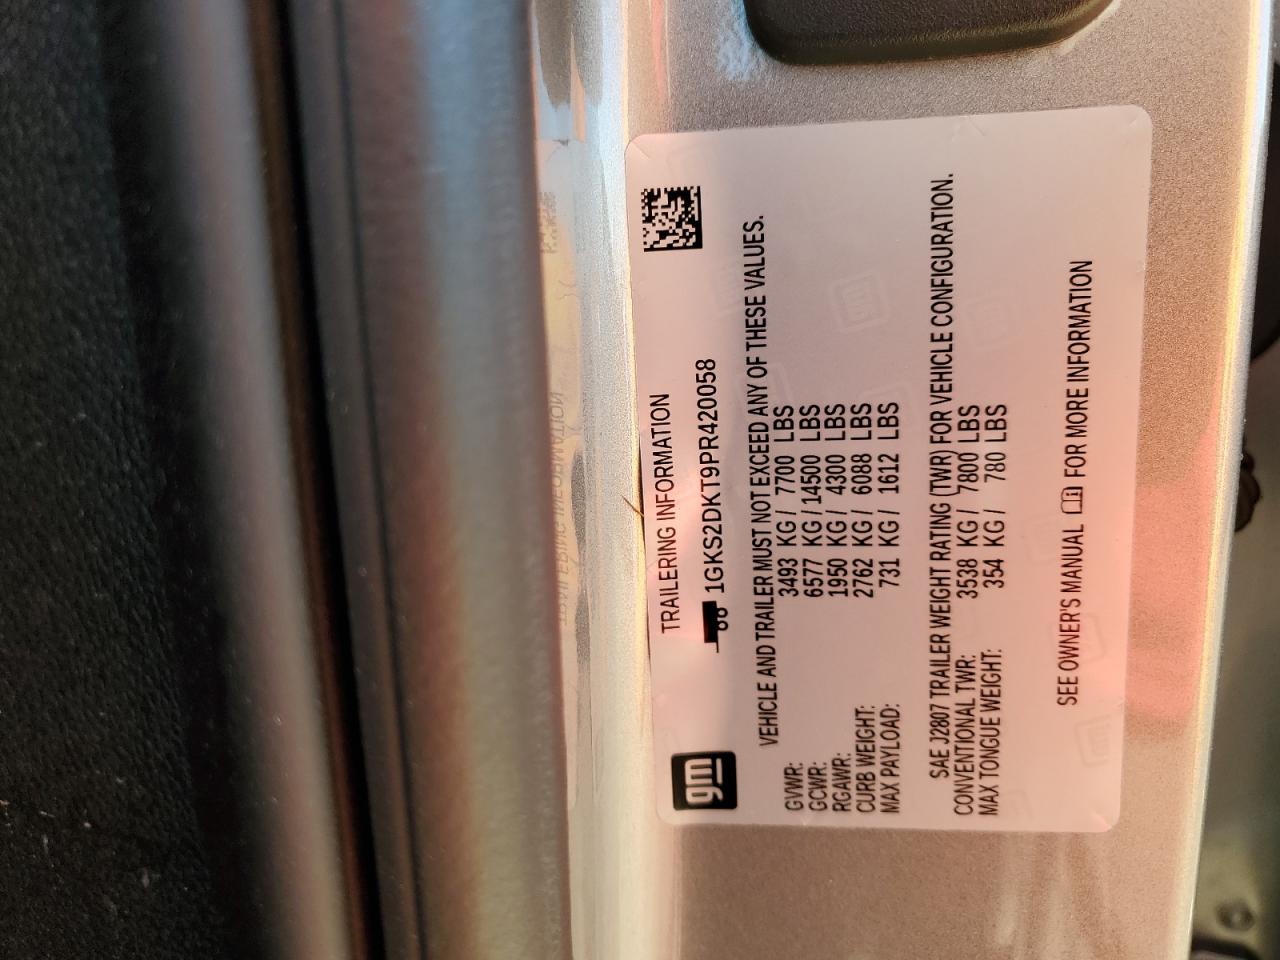 gm
TRAILERING INFORMATION
1GKS2DKT9PR420058
VEHICLE AND TRAILER MUST NOT EXCEED ANY OF THESE VALUES.
GVWR: 3493 KG / 7700 LBS
GCWR: 6577 KG / 14500 LBS
RGAWR: 1950 KG / 4300 LBS
CURB WEIGHT: 2762 KG / 6088 LBS
MAX PAYLOAD: 731 KG / 1612 LBS
SAE J2807 TRAILER WEIGHT RATING (TWR) FOR VEHICLE CONFIGURATION.
CONVENTIONAL TWR: 3538 KG / 7800 LBS
MAX TONGUE WEIGHT: 354 KG / 780 LBS
SEE OWNER'S MANUAL FOR MORE INFORMATION